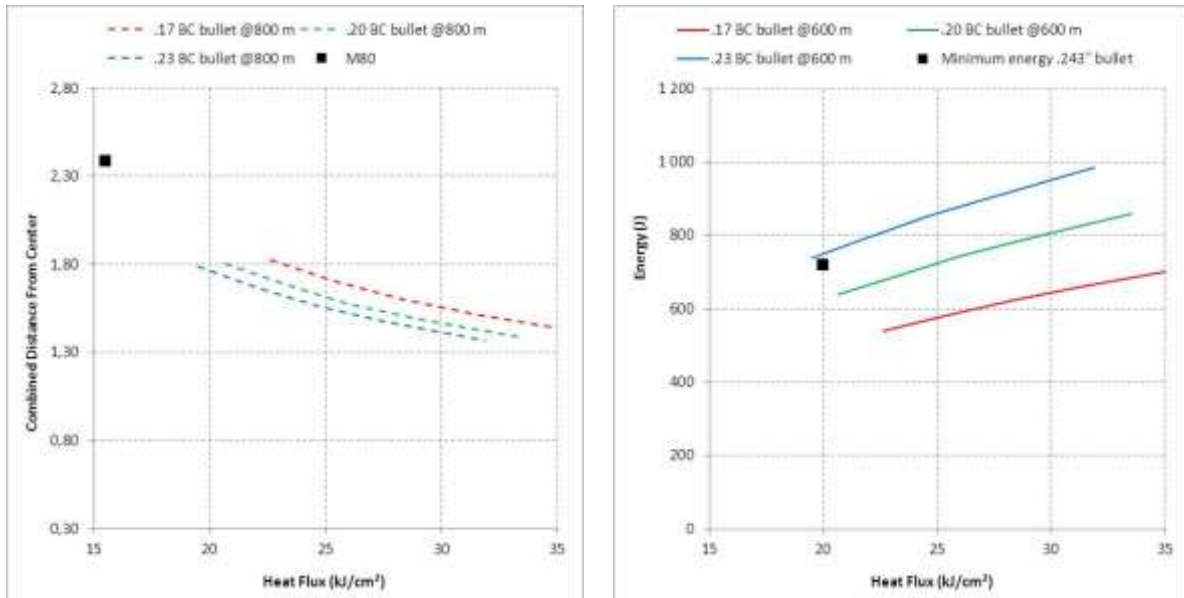 .17 BC bullet @800 m .20 BC bullet @800 m
.23 BC bullet @800 m M80
2,80
2,30
1,80
1,30
0,80
0,30
15 20 25 30 35
Combined Distance From Center
Heat Flux (kJ/cm²)
.17 BC bullet @600 m .20 BC bullet @600 m
.23 BC bullet @600 m Minimum energy .243" bullet
1 200
1 000
800
600
400
200
0
15 20 25 30 35
Energy (J)
Heat Flux (kJ/cm²)